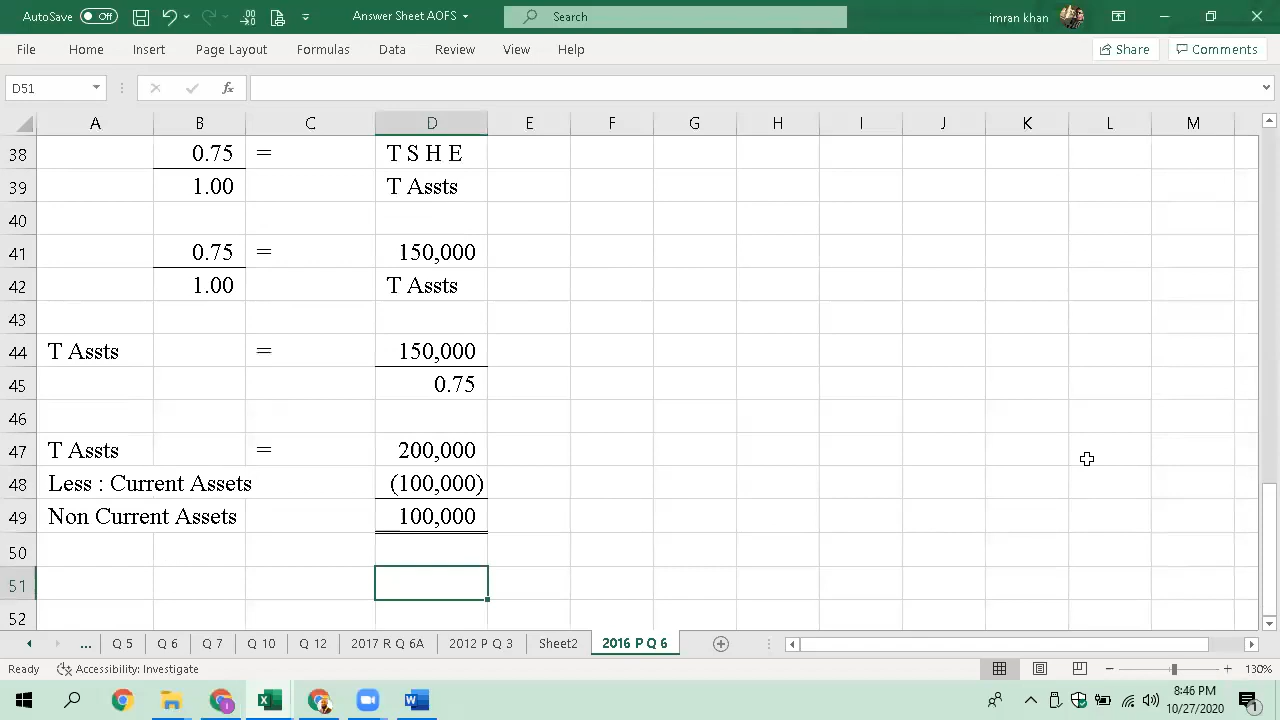 AutoSave Off Answer Sheet AOFS Search imran khan
File Home Insert Page Layout Formulas Data Review View Help Share Comments
D51 fx
A B C D E F G H I J K L M
38 0.75 = T S H E
39 1.00 T Assts
40
41 0.75 = 150,000
42 1.00 T Assts
43
44 T Assts = 150,000
45 0.75
46
47 T Assts = 200,000
48 Less : Current Assets (100,000)
49 Non Current Assets 100,000
50
51
52
... Q 5 Q 6 Q 7 Q 10 Q 12 2017 R Q 6A 2012 P Q 3 Sheet2 2016 P Q 6
Ready Accessibility: Investigate 130%
8:46 PM
10/27/2020